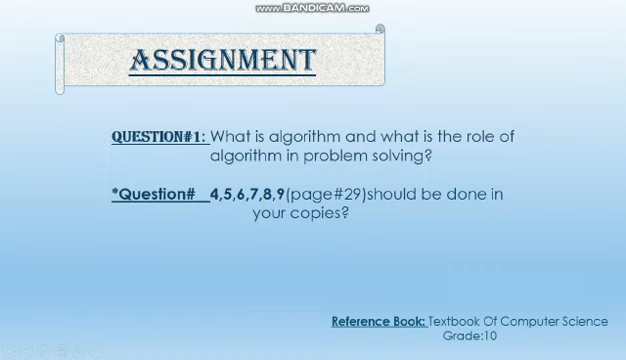 www.BANDICAM.com
ASSIGNMENT
QUESTION#1: What is algorithm and what is the role of
algorithm in problem solving?
*Question# 4,5,6,7,8,9(page#29)should be done in
your copies?
Reference Book: Textbook Of Computer Science
Grade:10